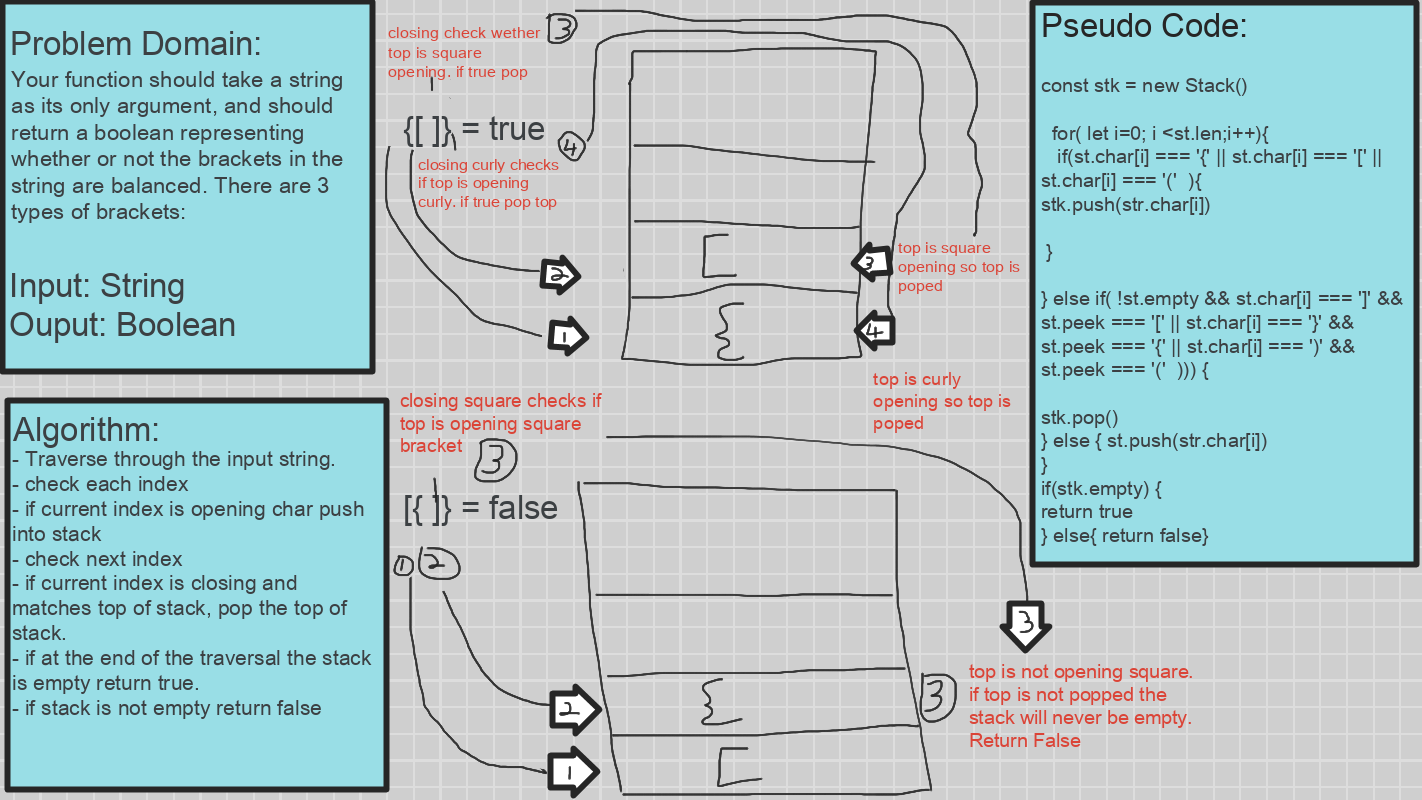 Problem Domain:
Your function should take a string
as its only argument, and should
return a boolean representing
whether or not the brackets in the
string are balanced. There are 3
types of brackets:
Input: String
Ouput: Boolean
Algorithm:
- Traverse through the input string.
- check each index
- if current index is opening char push
into stack
- check next index
- if current index is closing and
matches top of stack, pop the top of
stack.
- if at the end of the traversal the stack
is empty return true.
- if stack is not empty return false
closing check wether
top is square
opening. if true pop
3
{[ ]} = true
4
closing curly checks
if top is opening
curly. if true pop top
2
1
[
{
3
4
top is square
opening so top is
poped
top is curly
opening so top is
poped
closing square checks if
top is opening square
bracket
3
[{ ]} = false
1
2
2
1
{
[
3
3
top is not opening square.
if top is not popped the
stack will never be empty.
Return False
Pseudo Code:
const stk = new Stack()
for( let i=0; i <st.len;i++){
if(st.char[i] === '{' || st.char[i] === '[' ||
st.char[i] === '('  ){
stk.push(str.char[i])
}
} else if( !st.empty && st.char[i] === ']' &&
st.peek === '[' || st.char[i] === '}' &&
st.peek === '{' || st.char[i] === ')' &&
st.peek === '('  ))) {
stk.pop()
} else { st.push(str.char[i])
}
if(stk.empty) {
return true
} else{ return false}